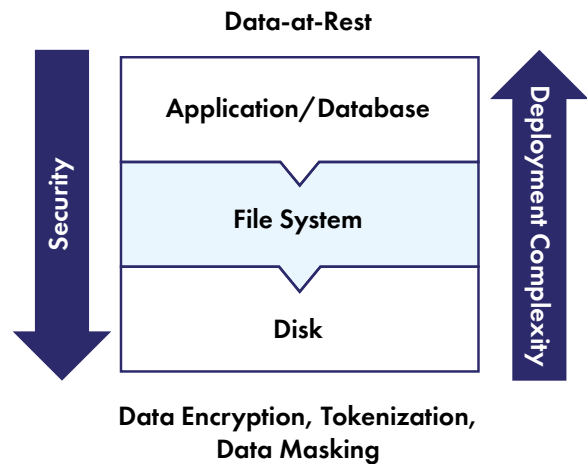 Data-at-Rest
Security
Application/Database
File System
Disk
Deployment Complexity
Data Encryption, Tokenization,
Data Masking